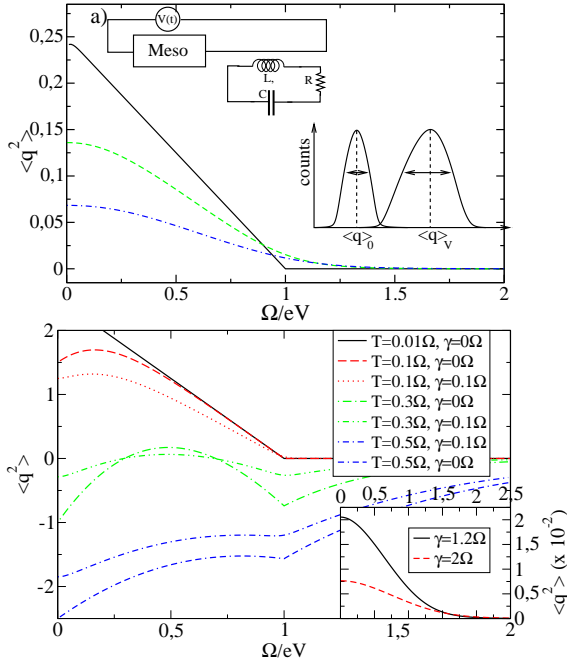 a)
V(t)
Meso
L,
R
C
0,25
0,2
0,15
0,1
0,05
0
<q²>
counts
<q>₀
<q>ᵥ
0
0.5
1
1.5
2
Ω/eV
2
1
0
-1
-2
<q²>
T=0.01Ω, γ=0Ω
T=0.1Ω, γ=0Ω
T=0.1Ω, γ=0.1Ω
T=0.3Ω, γ=0Ω
T=0.3Ω, γ=0.1Ω
T=0.5Ω, γ=0.1Ω
T=0.5Ω, γ=0Ω
0
0,5
1
1,5
2
2,5
γ=1.2Ω
γ=2Ω
2
1,5
1
0,5
0
<q²> (x 10⁻²)
0
0,5
1
1,5
2
Ω/eV